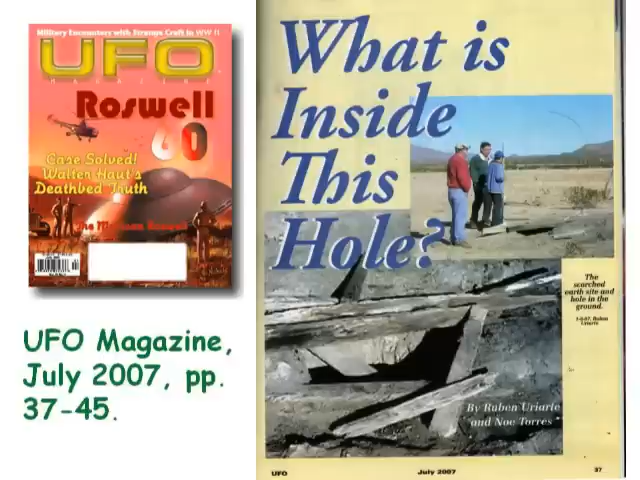 Military Encounters with Strange Craft in WW II
UFO
MAGAZINE
Roswell
60
Case Solved!
Walter Haut's
Deathbed Truth
UFO Magazine,
July 2007, pp.
37-45.
What is
Inside
This
Hole?
The
scorched
earth site and
hole in the
ground.
By Ruben Uriarte
and Noe Torres
UFO
July 2007
37